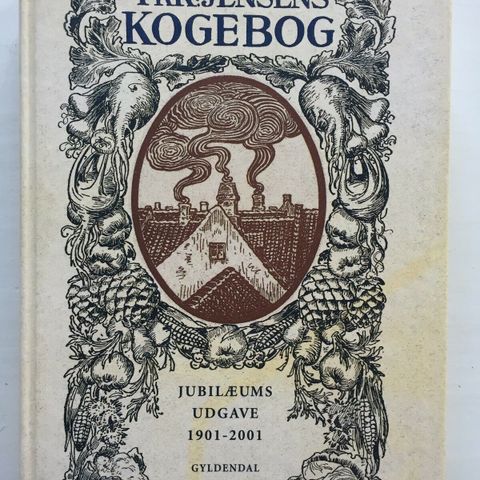 FRK. JENSENS
KOGEBOG
JUBILÆUMS
UDGAVE
1901-2001
GYLDENDAL